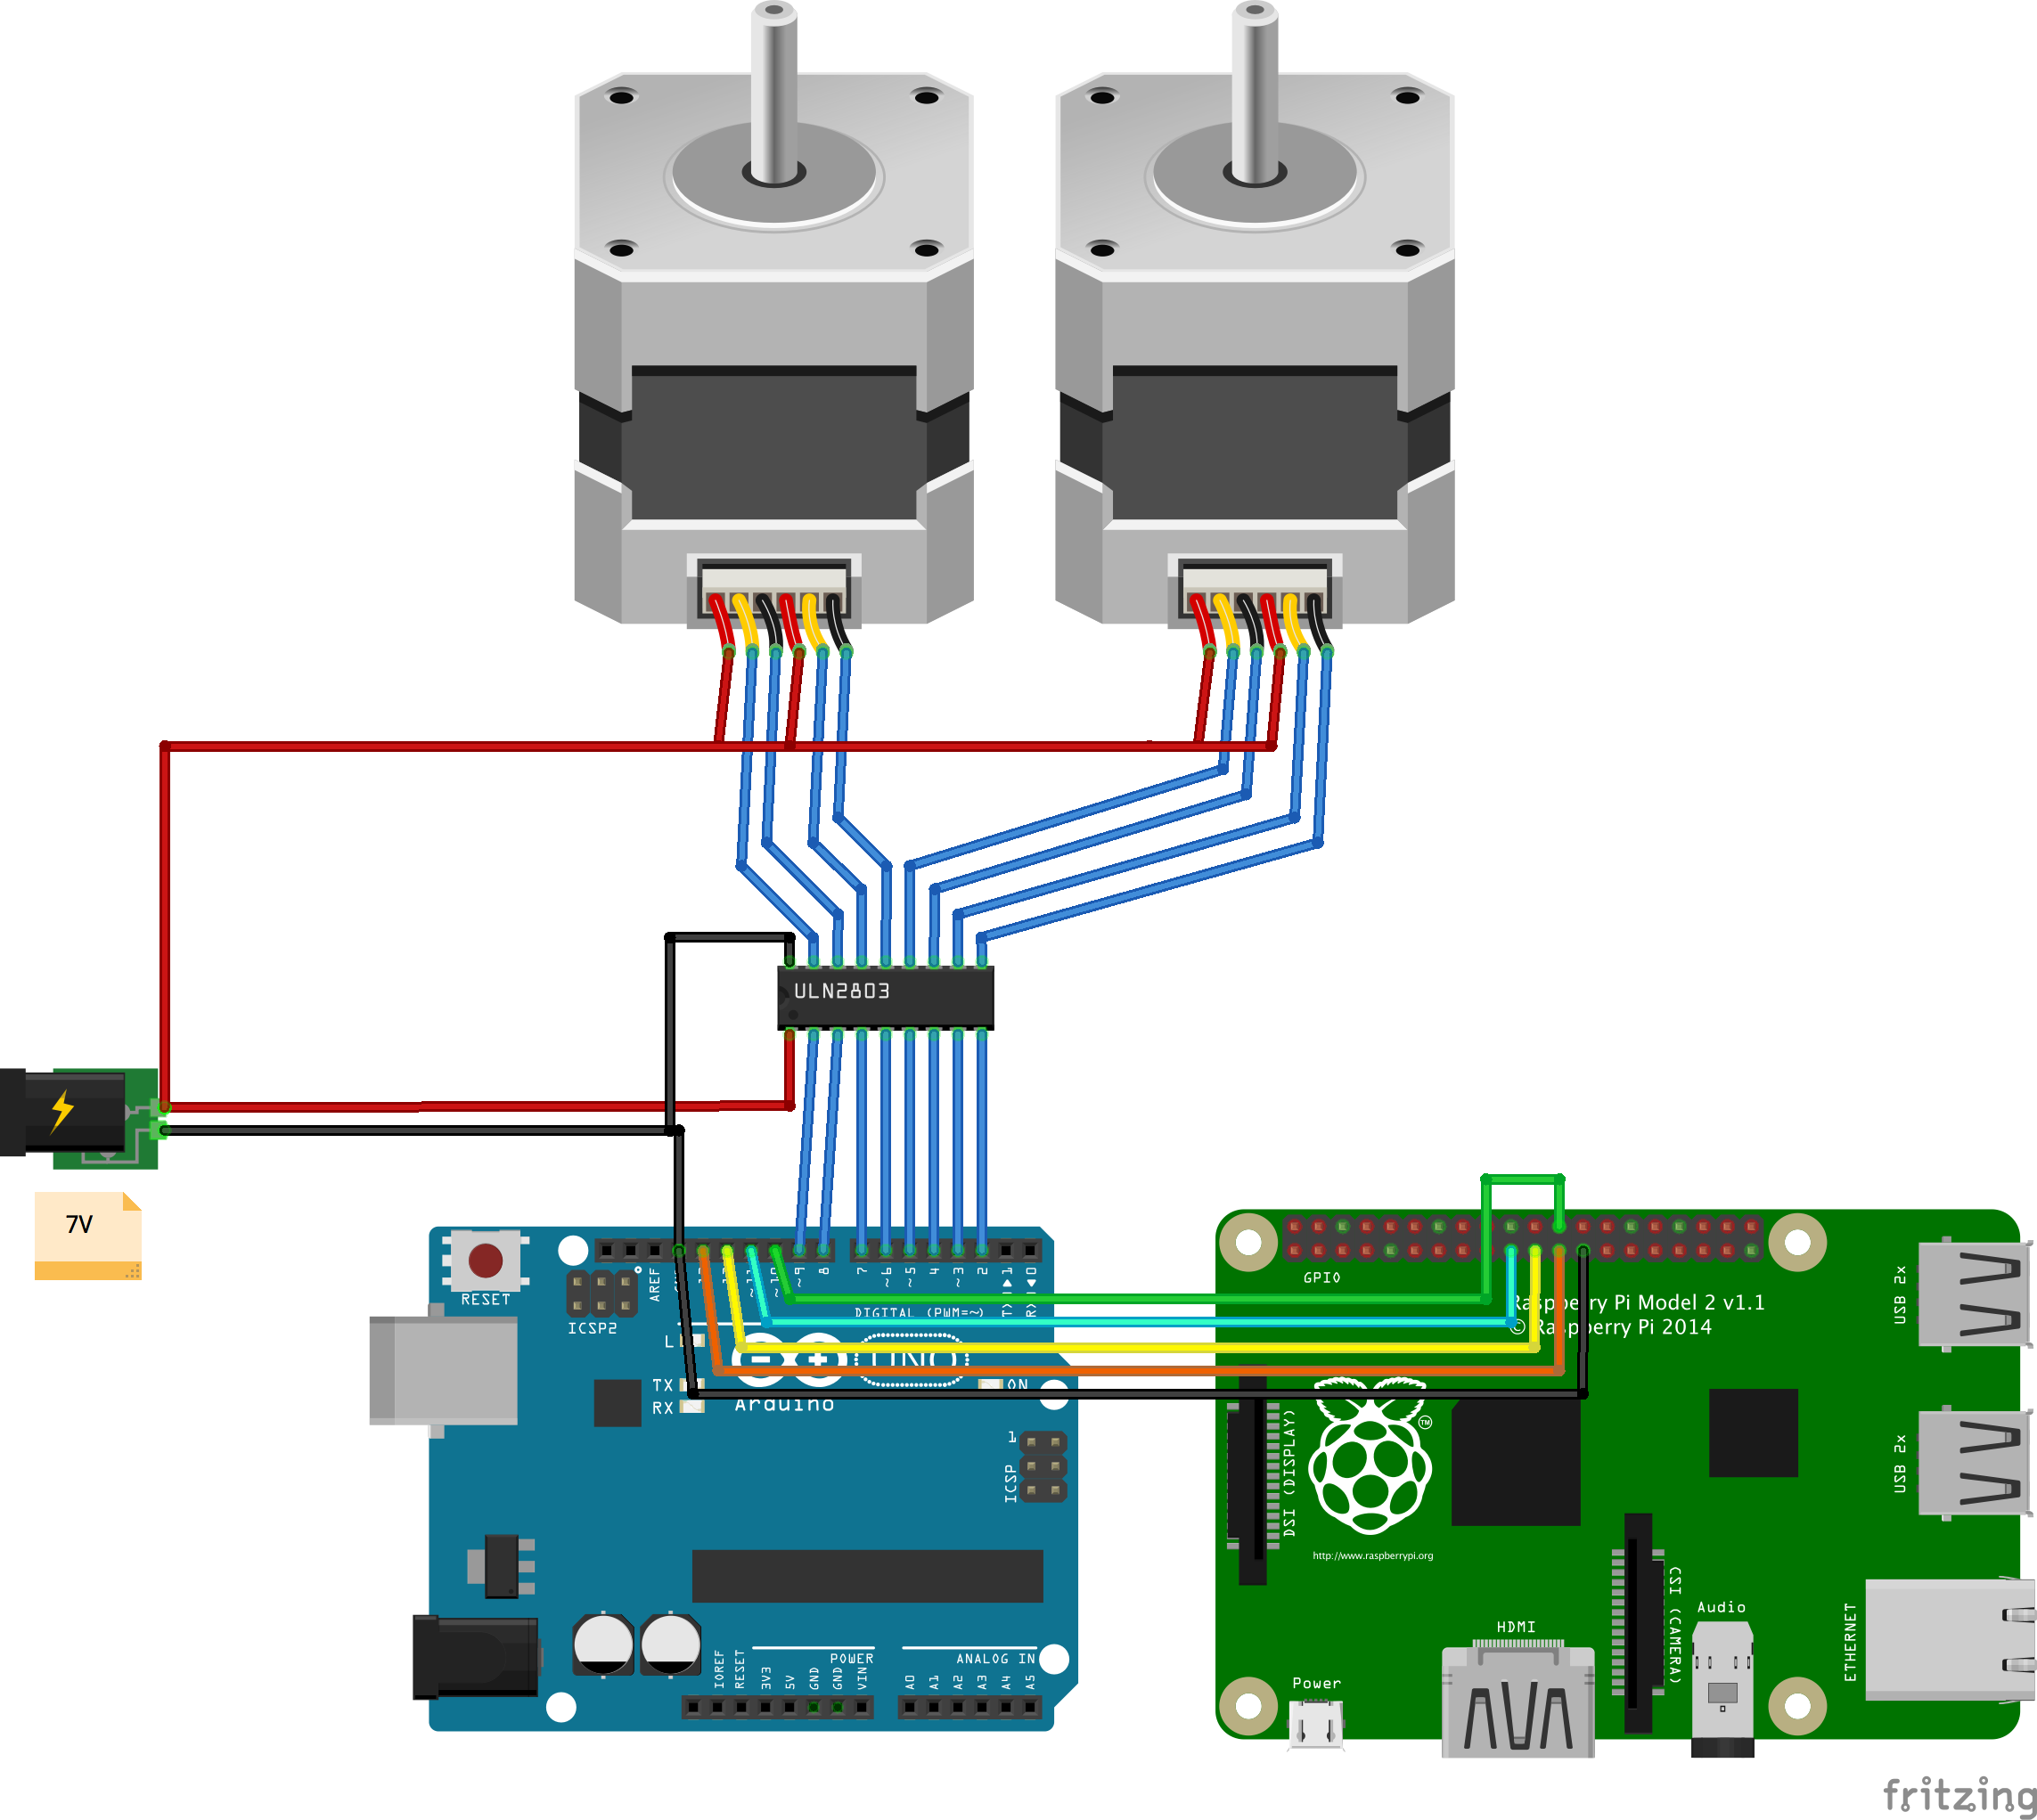 ULN2803
7V
RESET
ICSP2
AREF
~9
8
7
~6
~5
4
~3
2
TX
1
RX
0
DIGITAL (PWM=~)
L
UNO
TX
RX
ON
Arduino
1
ICSP
IOREF
RESET
3V3
5V
GND
GND
VIN
POWER
A0
A1
A2
A3
A4
A5
ANALOG IN
GPIO
Raspberry Pi Model 2 v1.1
© Raspberry Pi 2014
TM
DSI (DISPLAY)
http://www.raspberrypi.org
USB 2x
USB 2x
CSI (CAMERA)
Audio
HDMI
ETHERNET
Power
fritzing